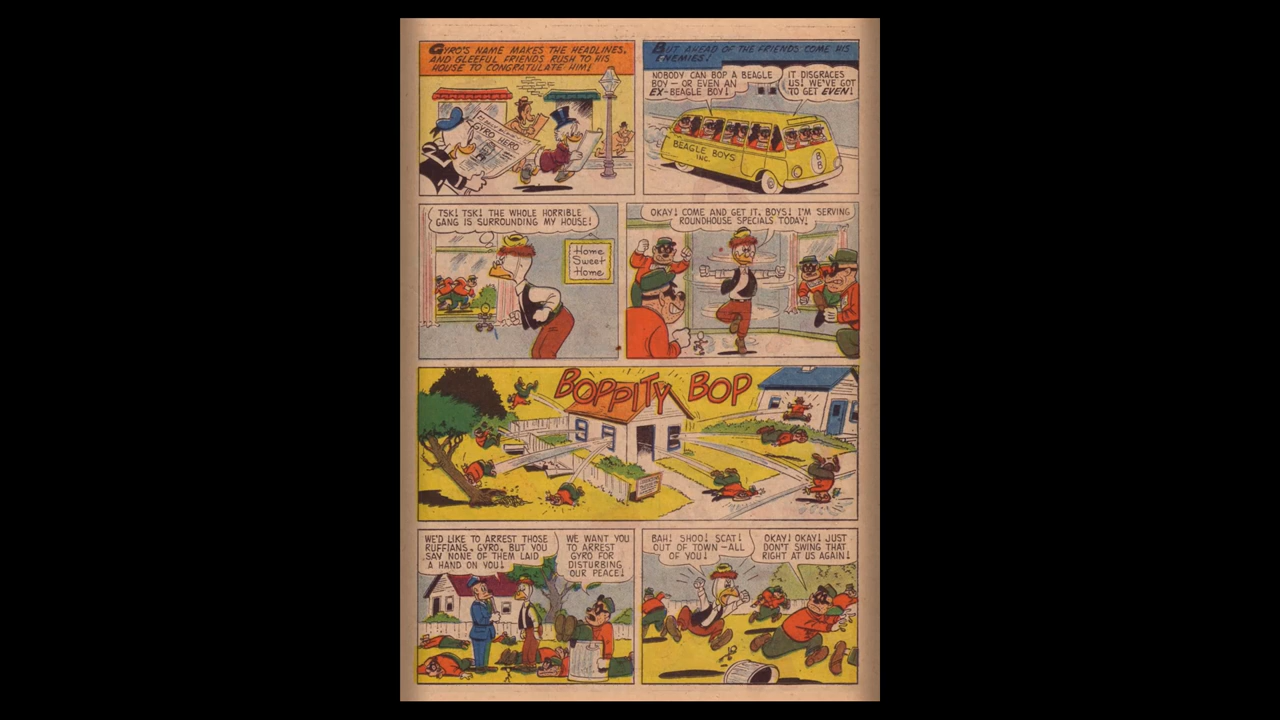 GYRO'S NAME MAKES THE HEADLINES,
AND GLEEFUL FRIENDS RUSH TO HIS
HOUSE TO CONGRATULATE HIM!
GYRO HERO
BUT AHEAD OF THE FRIENDS COME HIS
ENEMIES!
NOBODY CAN BOP A BEAGLE
BOY — OR EVEN AN
EX-BEAGLE BOY!
IT DISGRACES
US! WE'VE GOT
TO GET EVEN!
BEAGLE BOYS
INC.
B
B
TSK! TSK! THE WHOLE HORRIBLE
GANG IS SURROUNDING MY HOUSE!
Home
Sweet
Home
OKAY! COME AND GET IT, BOYS! I'M SERVING
ROUNDHOUSE SPECIALS TODAY!
BOPPITY BOP
WE'D LIKE TO ARREST THOSE
RUFFIANS, GYRO, BUT YOU
SAY NONE OF THEM LAID
A HAND ON YOU!
WE WANT YOU
TO ARREST
GYRO FOR
DISTURBING
OUR PEACE!
BAH! SHOO! SCAT!
OUT OF TOWN — ALL
OF YOU!
OKAY! OKAY! JUST
DON'T SWING THAT
RIGHT AT US AGAIN!